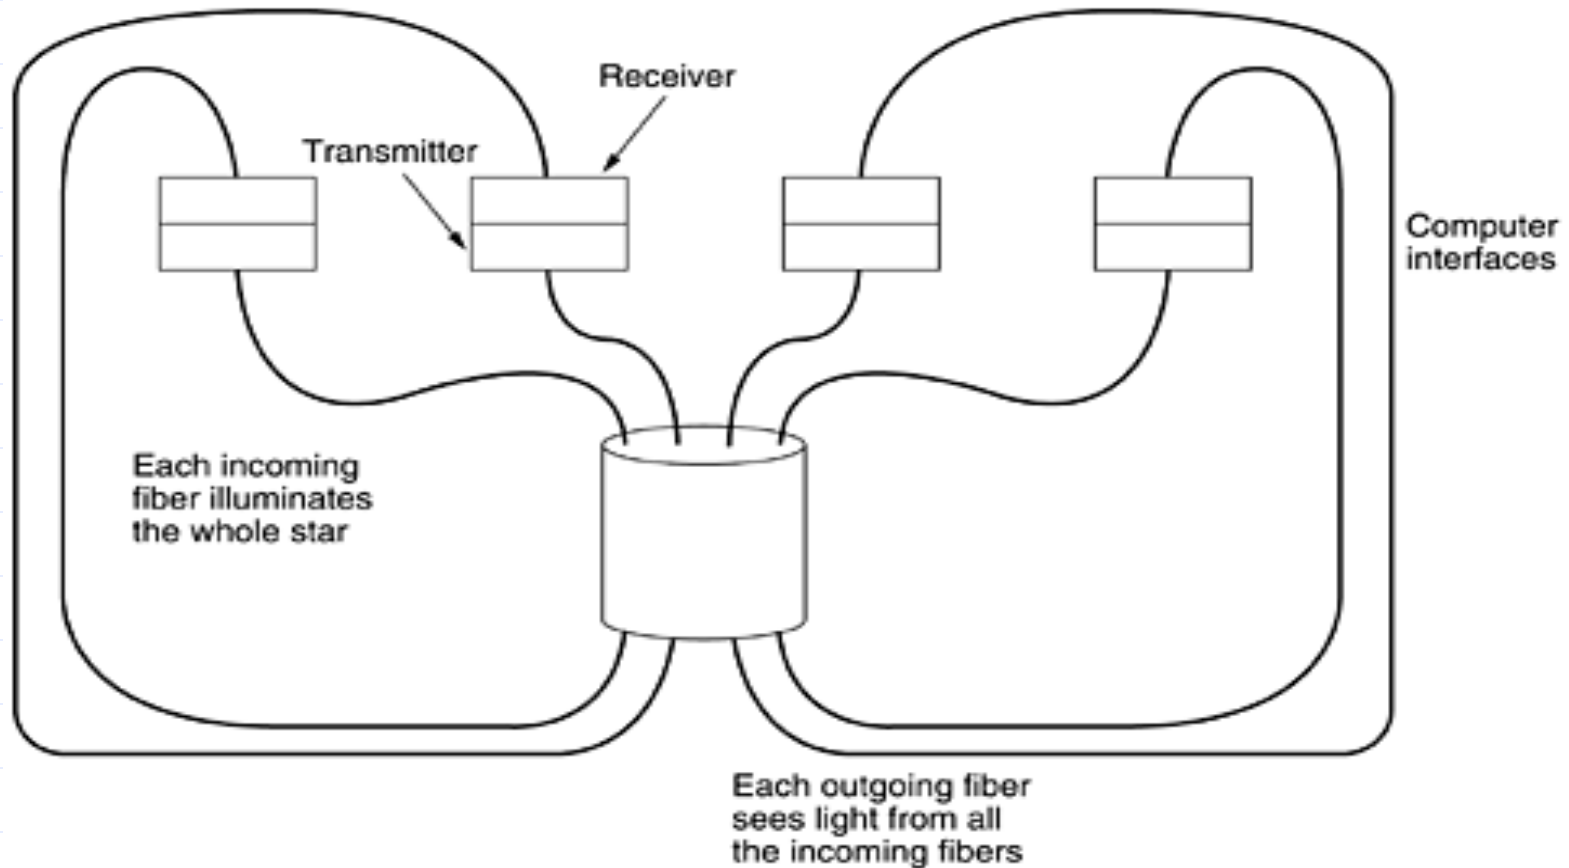 Receiver
Transmitter
Computer
interfaces
Each incoming
fiber illuminates
the whole star
Each outgoing fiber
sees light from all
the incoming fibers